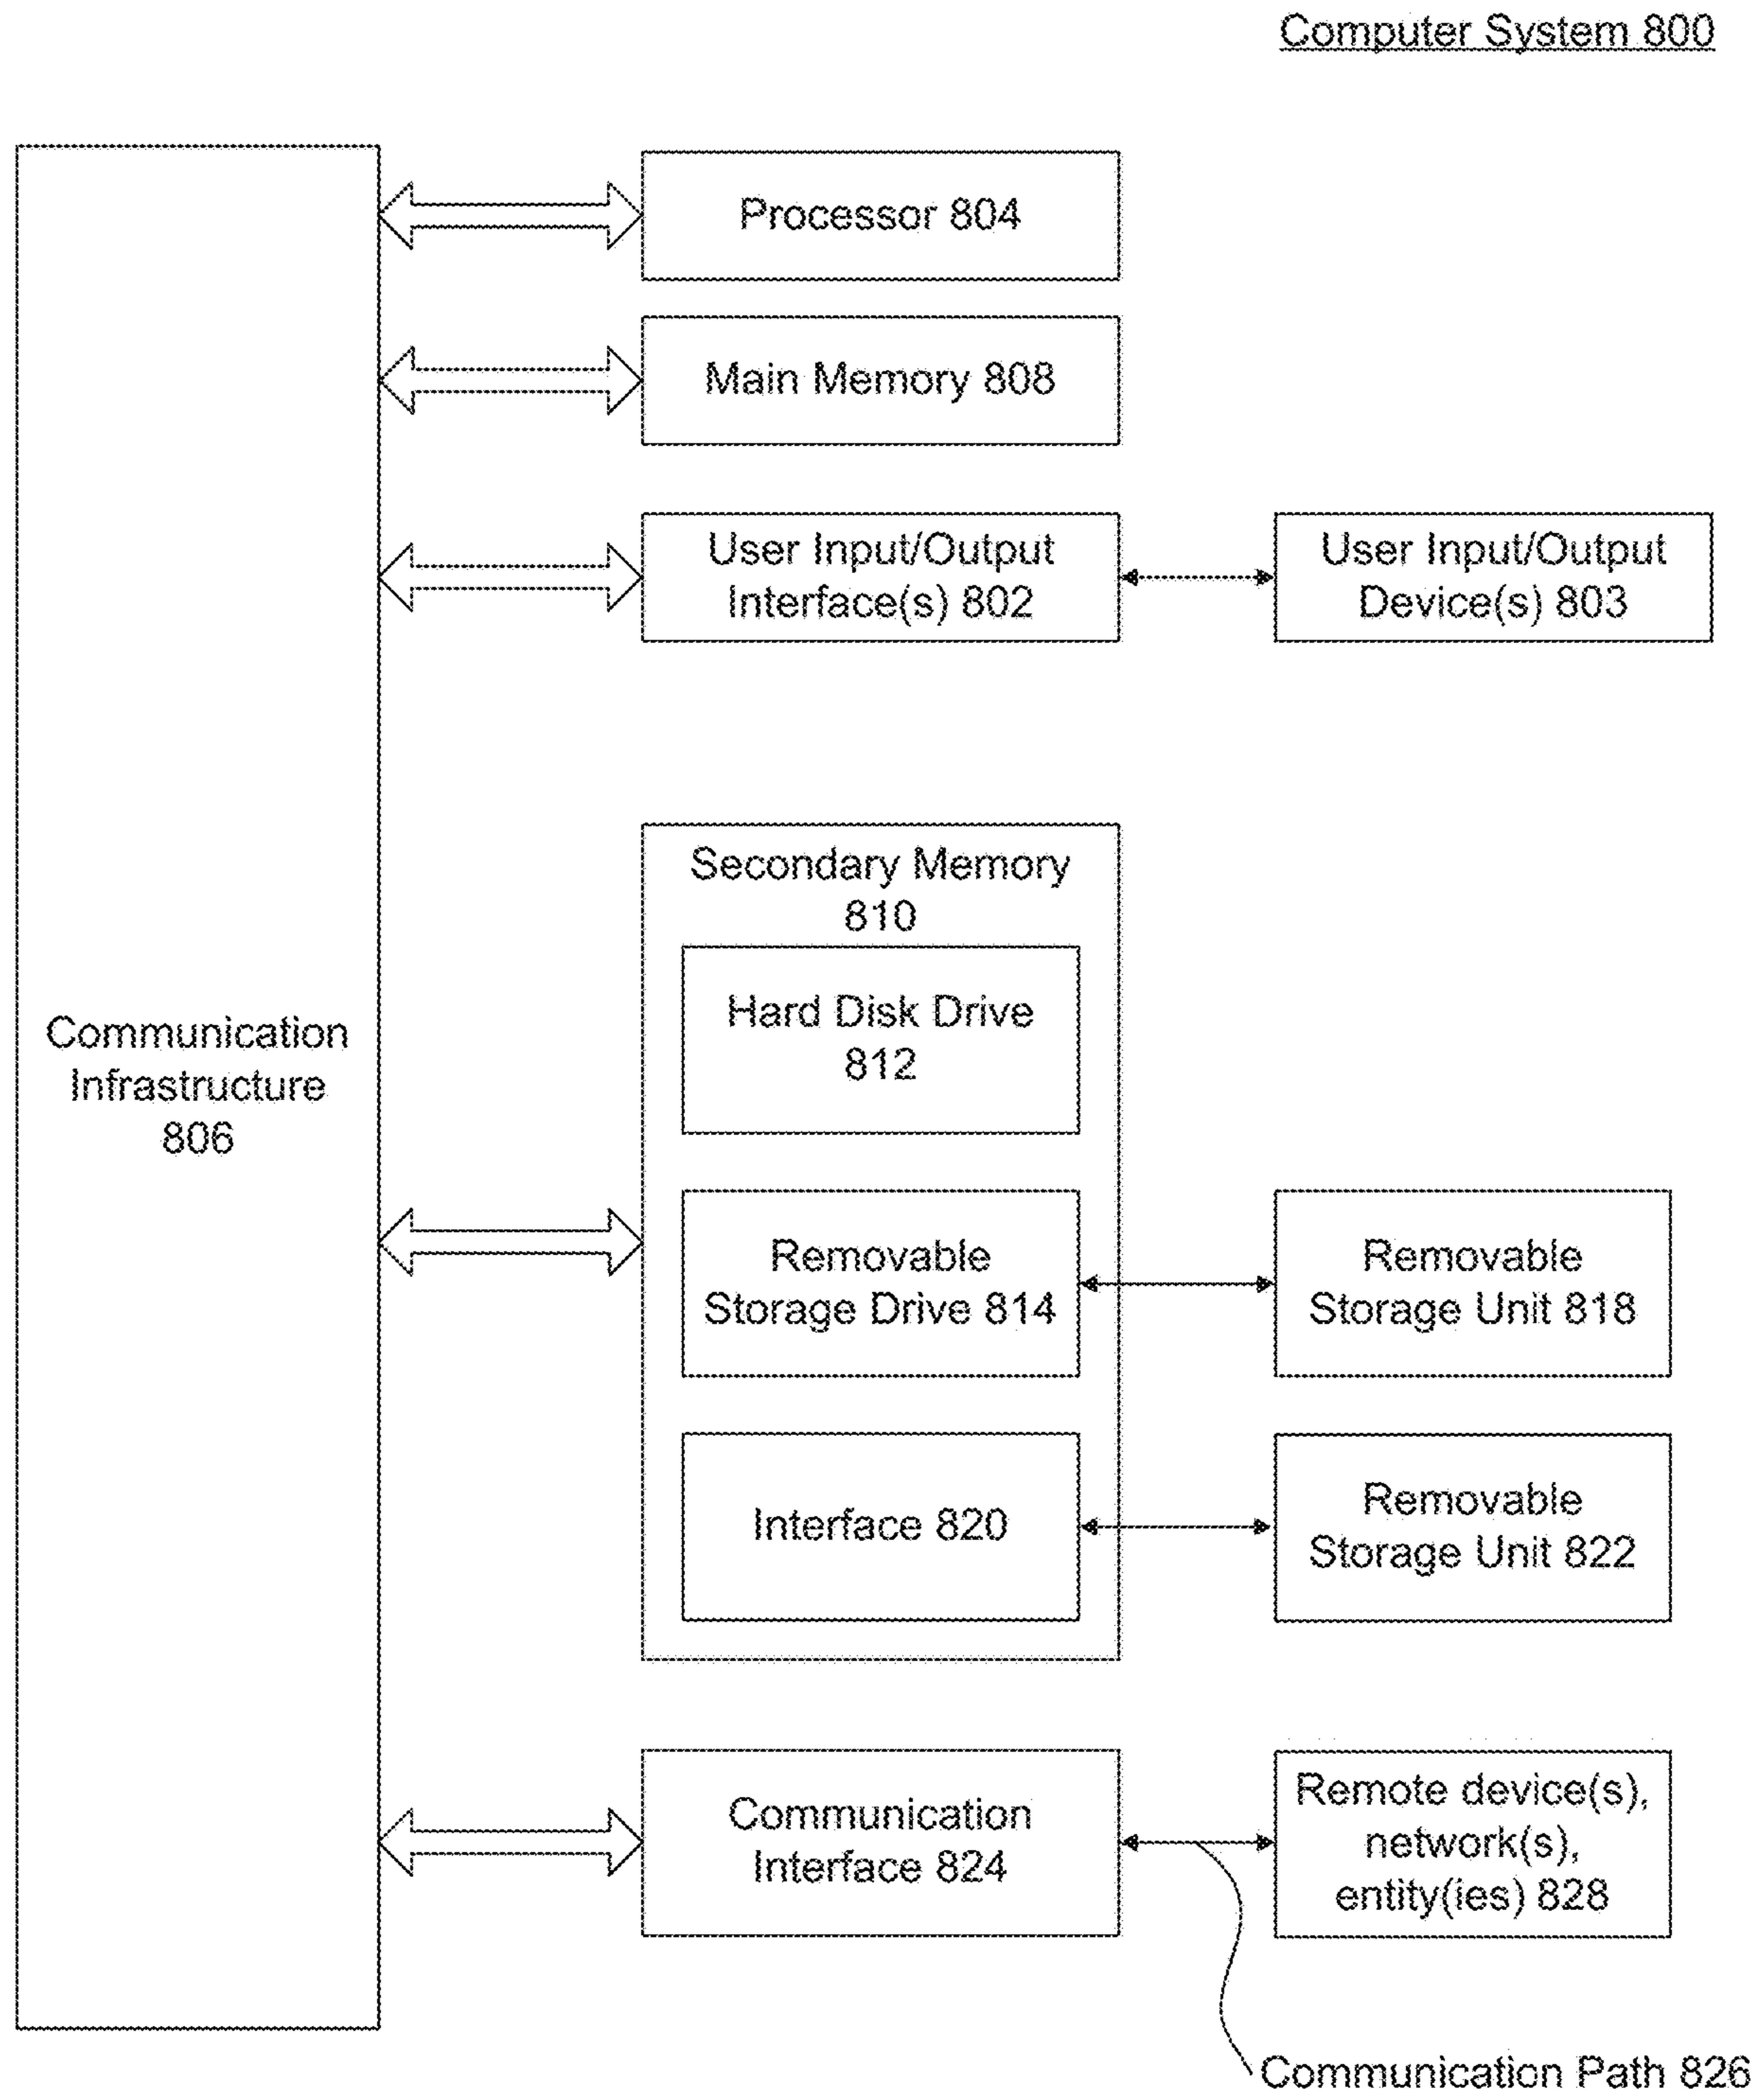 Computer System 800
Processor 804
Main Memory 808
User Input/Output
Interface(s) 802
User Input/Output
Device(s) 803
Secondary Memory
810
Hard Disk Drive
812
Communication
Infrastructure
806
Removable
Storage Drive 814
Removable
Storage Unit 818
Interface 820
Removable
Storage Unit 822
Communication
Interface 824
Remote device(s),
network(s),
entity(ies) 828
Communication Path 826